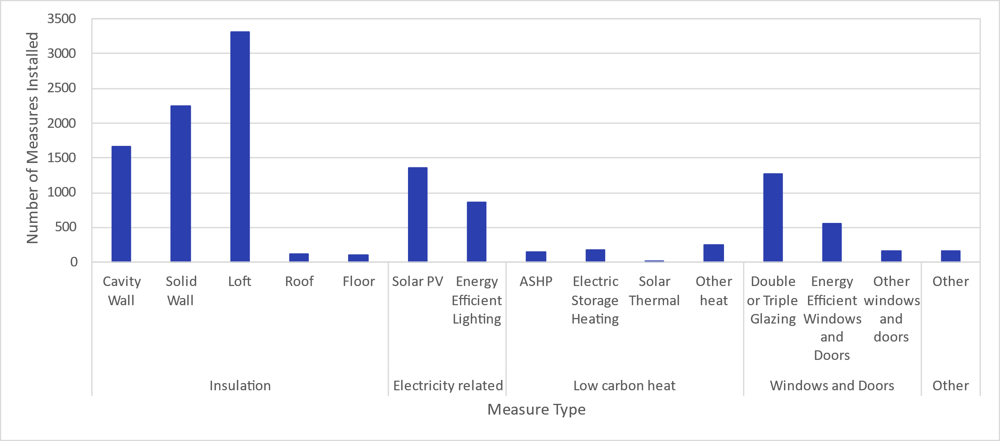 Number of Measures Installed
3500
3000
2500
2000
1500
1000
500
0
Cavity
Wall
Solid
Wall
Loft
Roof
Floor
Solar PV
Energy
Efficient
Lighting
ASHP
Electric
Storage
Heating
Solar
Thermal
Other
heat
Double
or Triple
Glazing
Energy
Efficient
Windows
and
Doors
Other
windows
and
doors
Other
Insulation
Electricity related
Low carbon heat
Windows and Doors
Other
Measure Type